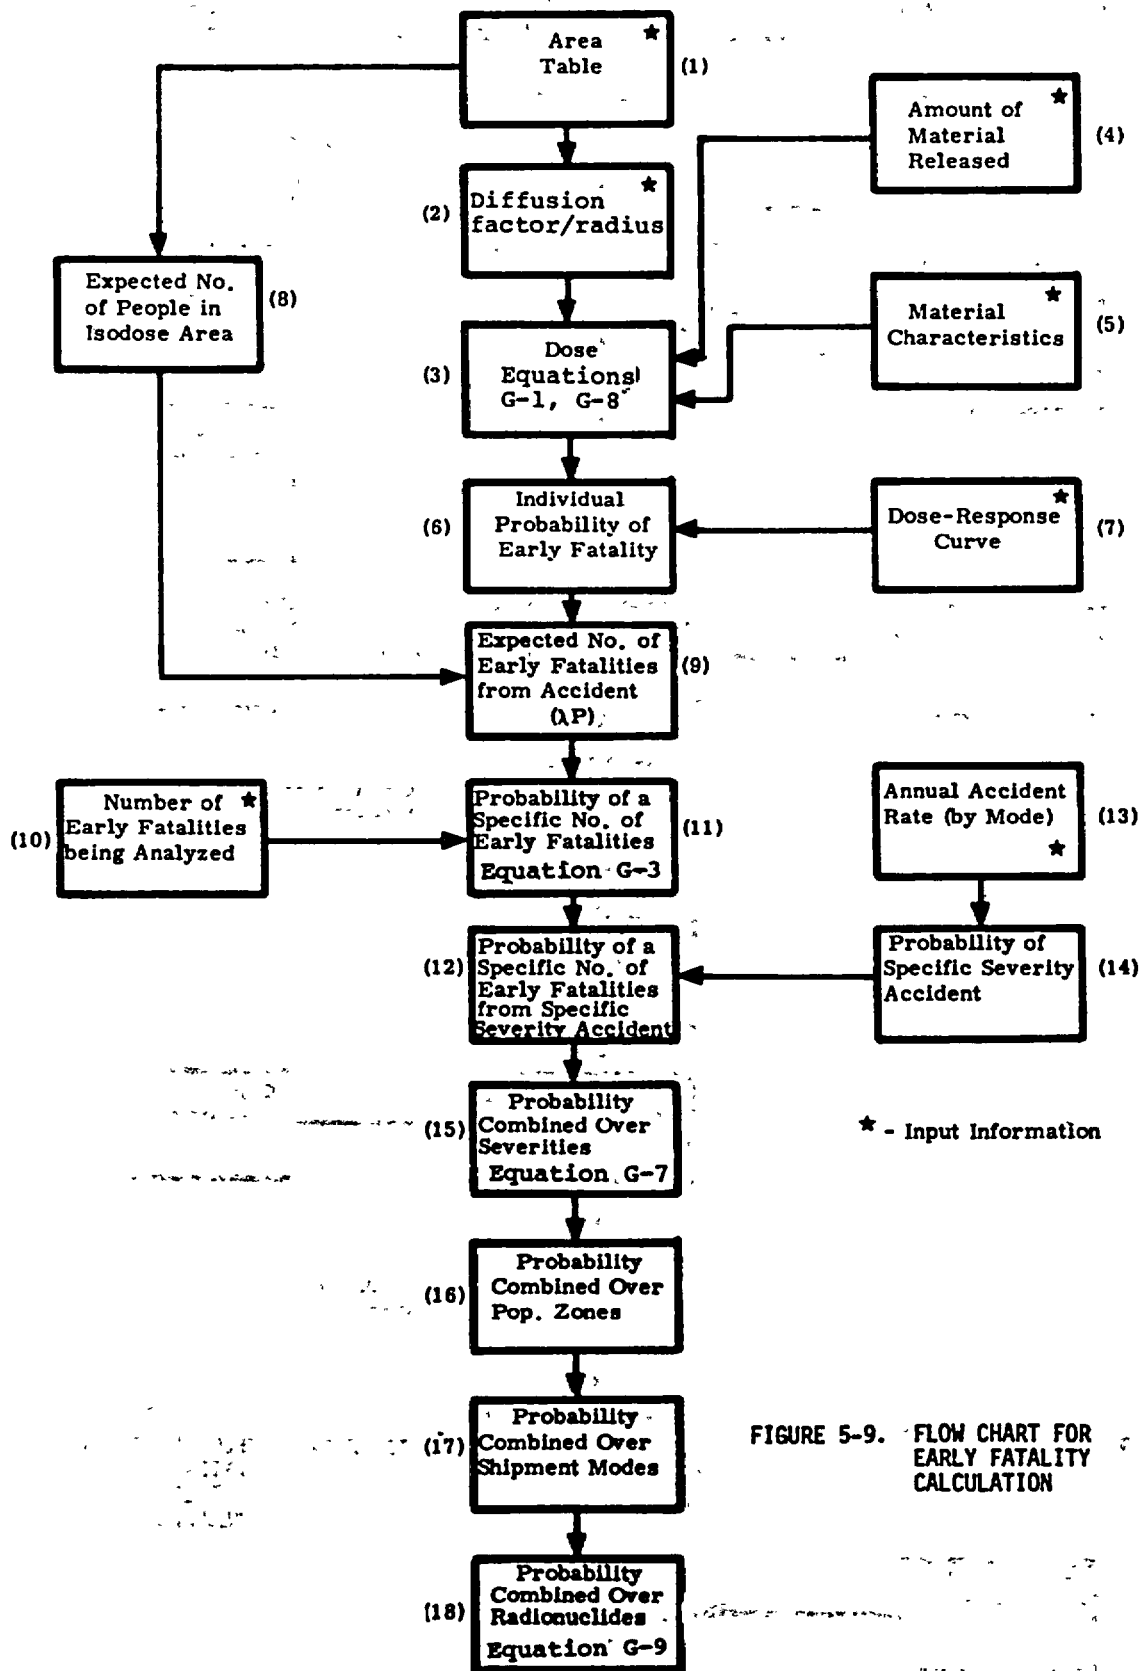 Area ★
Table
(1)
Amount of ★
Material
Released
(4)
(2)
Diffusion ★
factor/radius
Expected No.
of People in
Isodose Area
(8)
Material ★
Characteristics
(5)
(3)
Dose
Equations
G-1, G-8
(6)
Individual
Probability of
Early Fatality
Dose-Response ★
Curve
(7)
Expected No. of
Early Fatalities
from Accident
(λP)
(9)
(10)
Number of ★
Early Fatalities
being Analyzed
Probability of a
Specific No. of
Early Fatalities
Equation G-3
(11)
Annual Accident
Rate (by Mode)
★
(13)
(12)
Probability of a
Specific No. of
Early Fatalities
from Specific
Severity Accident
Probability of
Specific Severity
Accident
(14)
(15)
Probability
Combined Over
Severities
Equation G-7
★ - Input Information
(16)
Probability
Combined Over
Pop. Zones
(17)
Probability
Combined Over
Shipment Modes
FIGURE 5-9. FLOW CHART FOR
EARLY FATALITY
CALCULATION
(18)
Probability
Combined Over
Radionuclides
Equation G-9